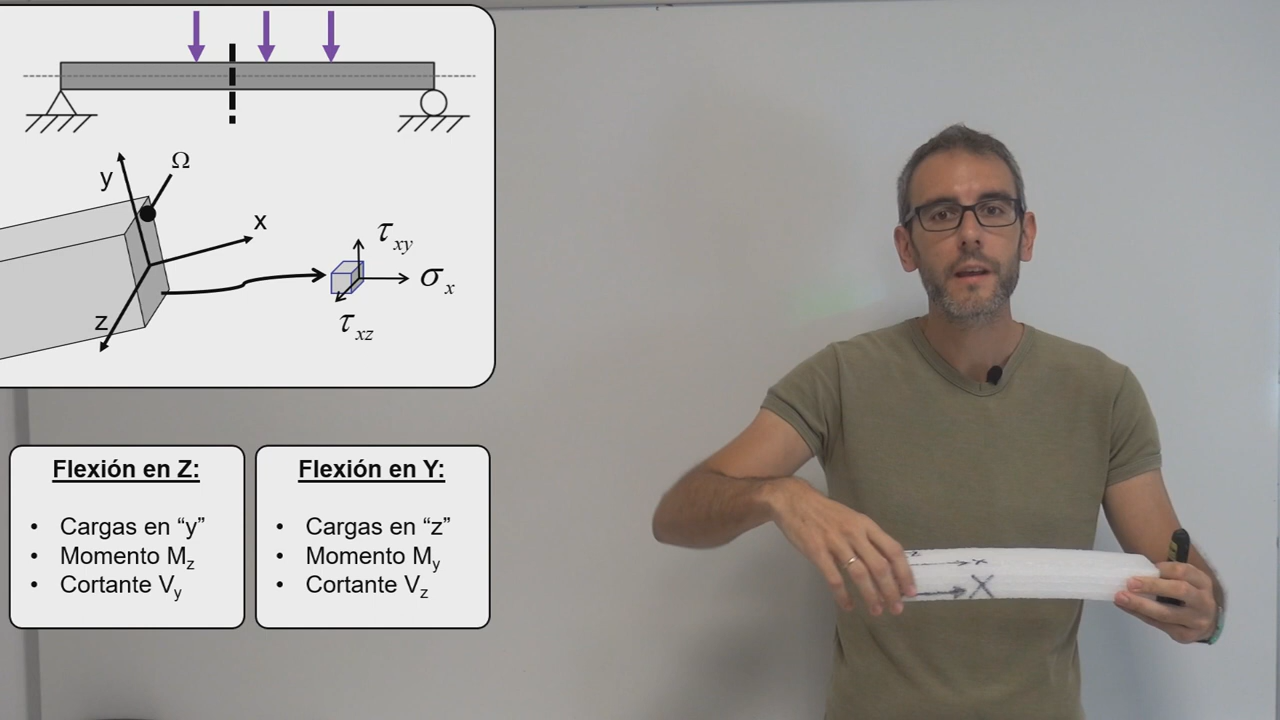 y
Ω
x
z
τxy
σx
τxz
Flexión en Z:
• Cargas en “y”
• Momento Mz
• Cortante Vy
Flexión en Y:
• Cargas en “z”
• Momento My
• Cortante Vz
z
x
X